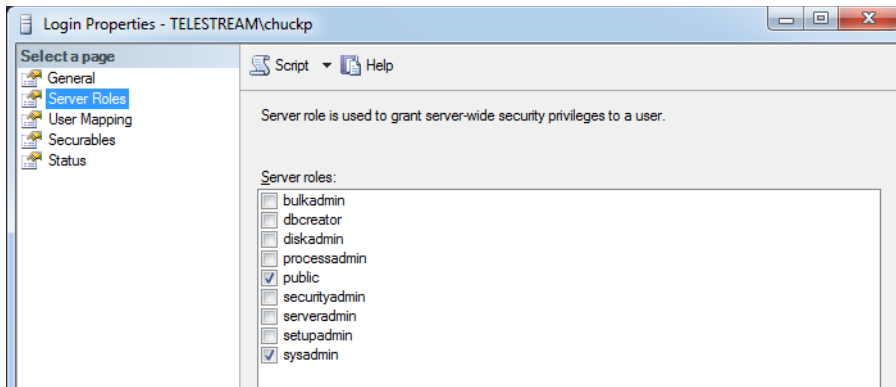 Login Properties - TELESTREAM\chuckp
Select a page
General
Server Roles
User Mapping
Securables
Status
Script Help
Server role is used to grant server-wide security privileges to a user.
Server roles:
bulkadmin
dbcreator
diskadmin
processadmin
public
securityadmin
serveradmin
setupadmin
sysadmin